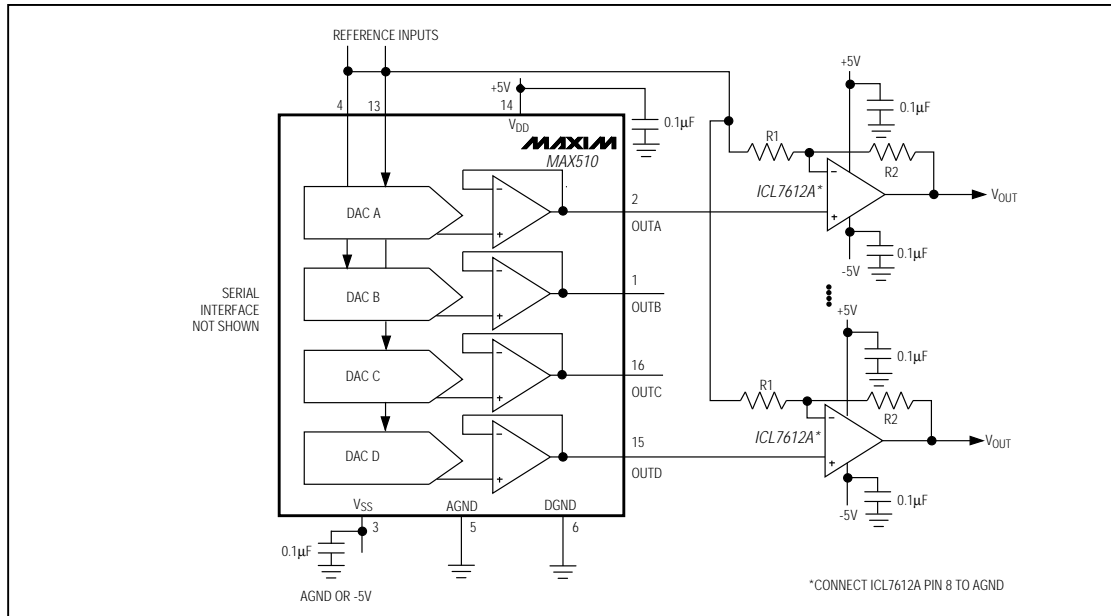 REFERENCE INPUTS
+5V
4
13
14
VDD
0.1µF
MAXIM
MAX510
DAC A
DAC B
DAC C
DAC D
-
+
2
OUTA
-
+
1
OUTB
-
+
16
OUTC
-
+
15
OUTD
SERIAL
INTERFACE
NOT SHOWN
VSS
3
AGND
5
DGND
6
0.1µF
AGND OR -5V
+5V
0.1µF
R1
R2
ICL7612A*
-
+
VOUT
0.1µF
-5V
+5V
0.1µF
R1
R2
ICL7612A*
-
+
VOUT
0.1µF
-5V
*CONNECT ICL7612A PIN 8 TO AGND